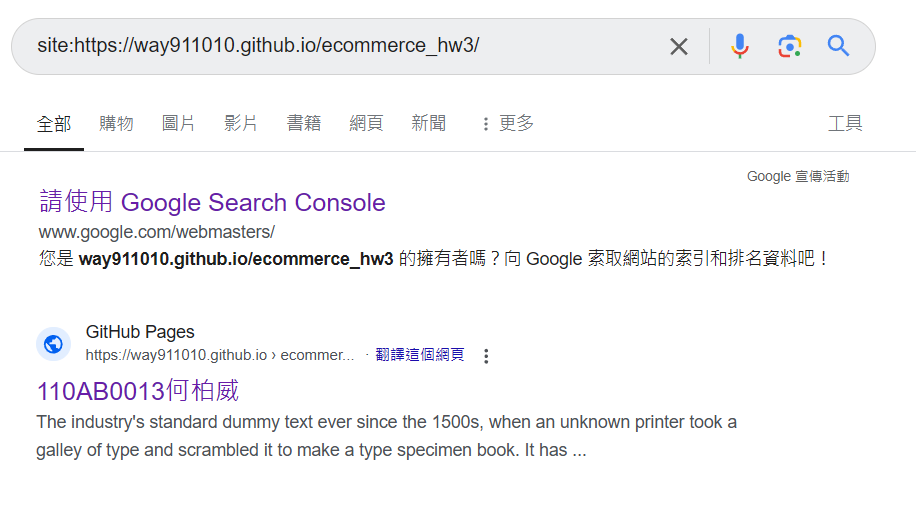 site:https://way911010.github.io/ecommerce_hw3/
全部 購物 圖片 影片 書籍 網頁 新聞 更多 工具
Google 宣傳活動
請使用 Google Search Console
www.google.com/webmasters/
您是 way911010.github.io/ecommerce_hw3 的擁有者嗎？向 Google 索取網站的索引和排名資料吧！
GitHub Pages
https://way911010.github.io › ecommer... · 翻譯這個網頁
110AB0013何柏威
The industry's standard dummy text ever since the 1500s, when an unknown printer took a
galley of type and scrambled it to make a type specimen book. It has ...